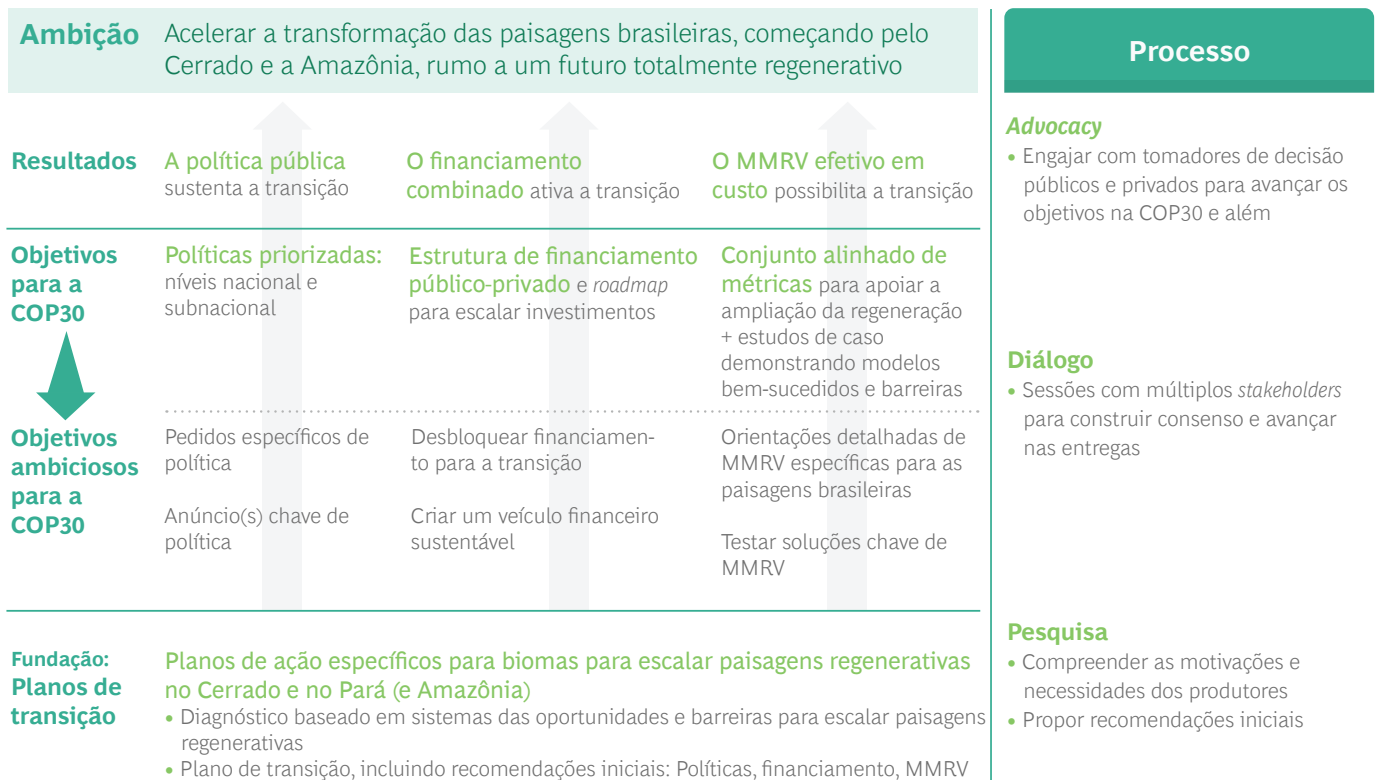 Ambição
Acelerar a transformação das paisagens brasileiras, começando pelo
Cerrado e a Amazônia, rumo a um futuro totalmente regenerativo
Resultados
A política pública
sustenta a transição
O financiamento
combinado ativa a transição
O MMRV efetivo em
custo possibilita a transição
Objetivos
para a
COP30
Políticas priorizadas:
níveis nacional e
subnacional
Estrutura de financiamento
público-privado e roadmap
para escalar investimentos
Conjunto alinhado de
métricas para apoiar a
ampliação da regeneração
+ estudos de caso
demonstrando modelos
bem-sucedidos e barreiras
Objetivos
ambiciosos
para a
COP30
Pedidos específicos de
política
Anúncio(s) chave de
política
Desbloquear financiamen-
to para a transição
Criar um veículo financeiro
sustentável
Orientações detalhadas de
MMRV específicas para as
paisagens brasileiras
Testar soluções chave de
MMRV
Fundação:
Planos de
transição
Planos de ação específicos para biomas para escalar paisagens regenerativas
no Cerrado e no Pará (e Amazônia)
• Diagnóstico baseado em sistemas das oportunidades e barreiras para escalar paisagens
regenerativas
• Plano de transição, incluindo recomendações iniciais: Políticas, financiamento, MMRV
Processo
Advocacy
• Engajar com tomadores de decisão
públicos e privados para avançar os
objetivos na COP30 e além
Diálogo
• Sessões com múltiplos stakeholders
para construir consenso e avançar
nas entregas
Pesquisa
• Compreender as motivações e
necessidades dos produtores
• Propor recomendações iniciais